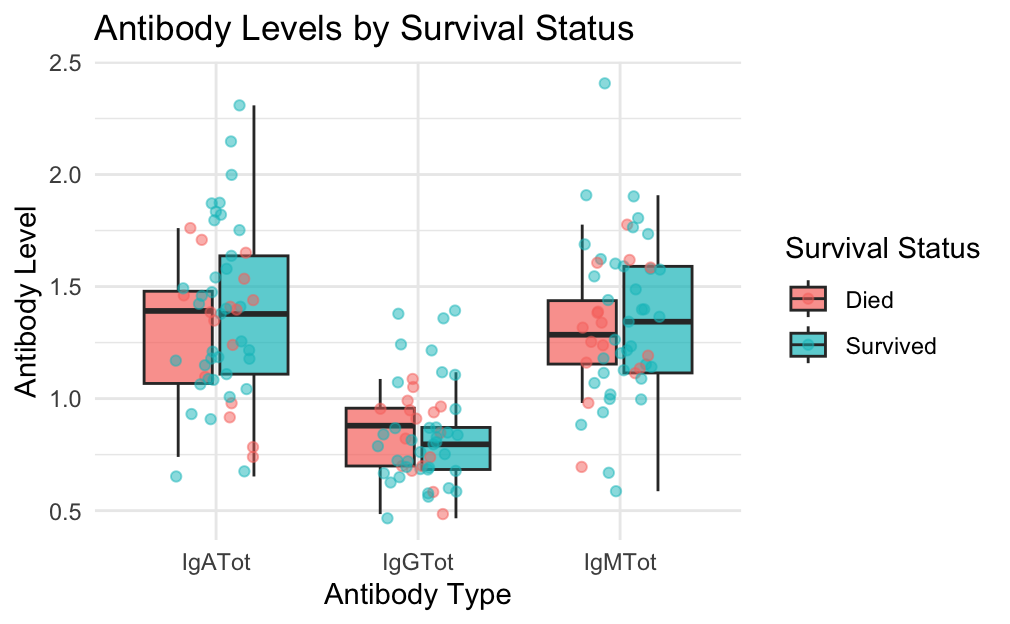 Antibody Levels by Survival Status
Antibody Level
2.5
2.0
1.5
1.0
0.5
IgATot IgGTot IgMTot
Antibody Type
Survival Status
Died
Survived